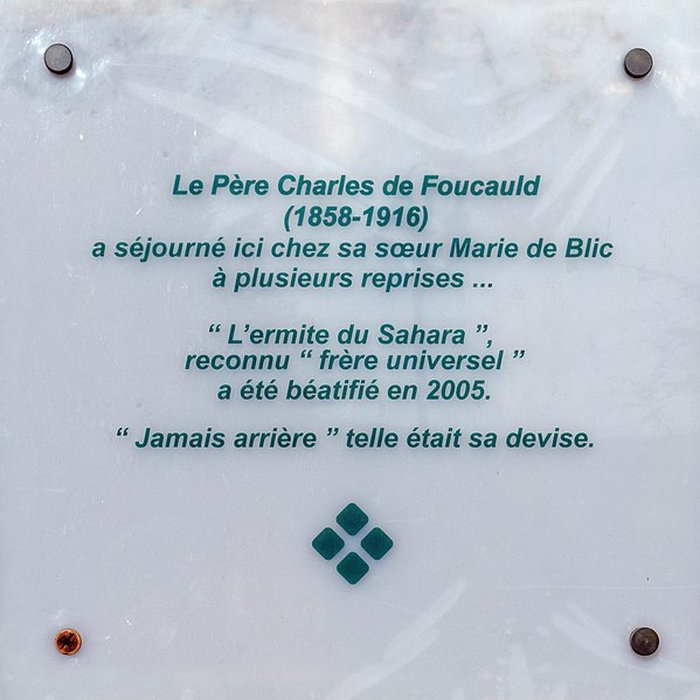 Le Père Charles de Foucauld
(1858-1916)
a séjourné ici chez sa sœur Marie de Blic
à plusieurs reprises ...
“ L’ermite du Sahara ”,
reconnu “ frère universel ”
a été béatifié en 2005.
“ Jamais arrière ” telle était sa devise.